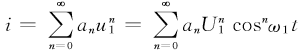 i = ∑_{n=0}^{∞} a_n u_1^n = ∑_{n=0}^{∞} a_n U_1^n cos^n ω_1 t